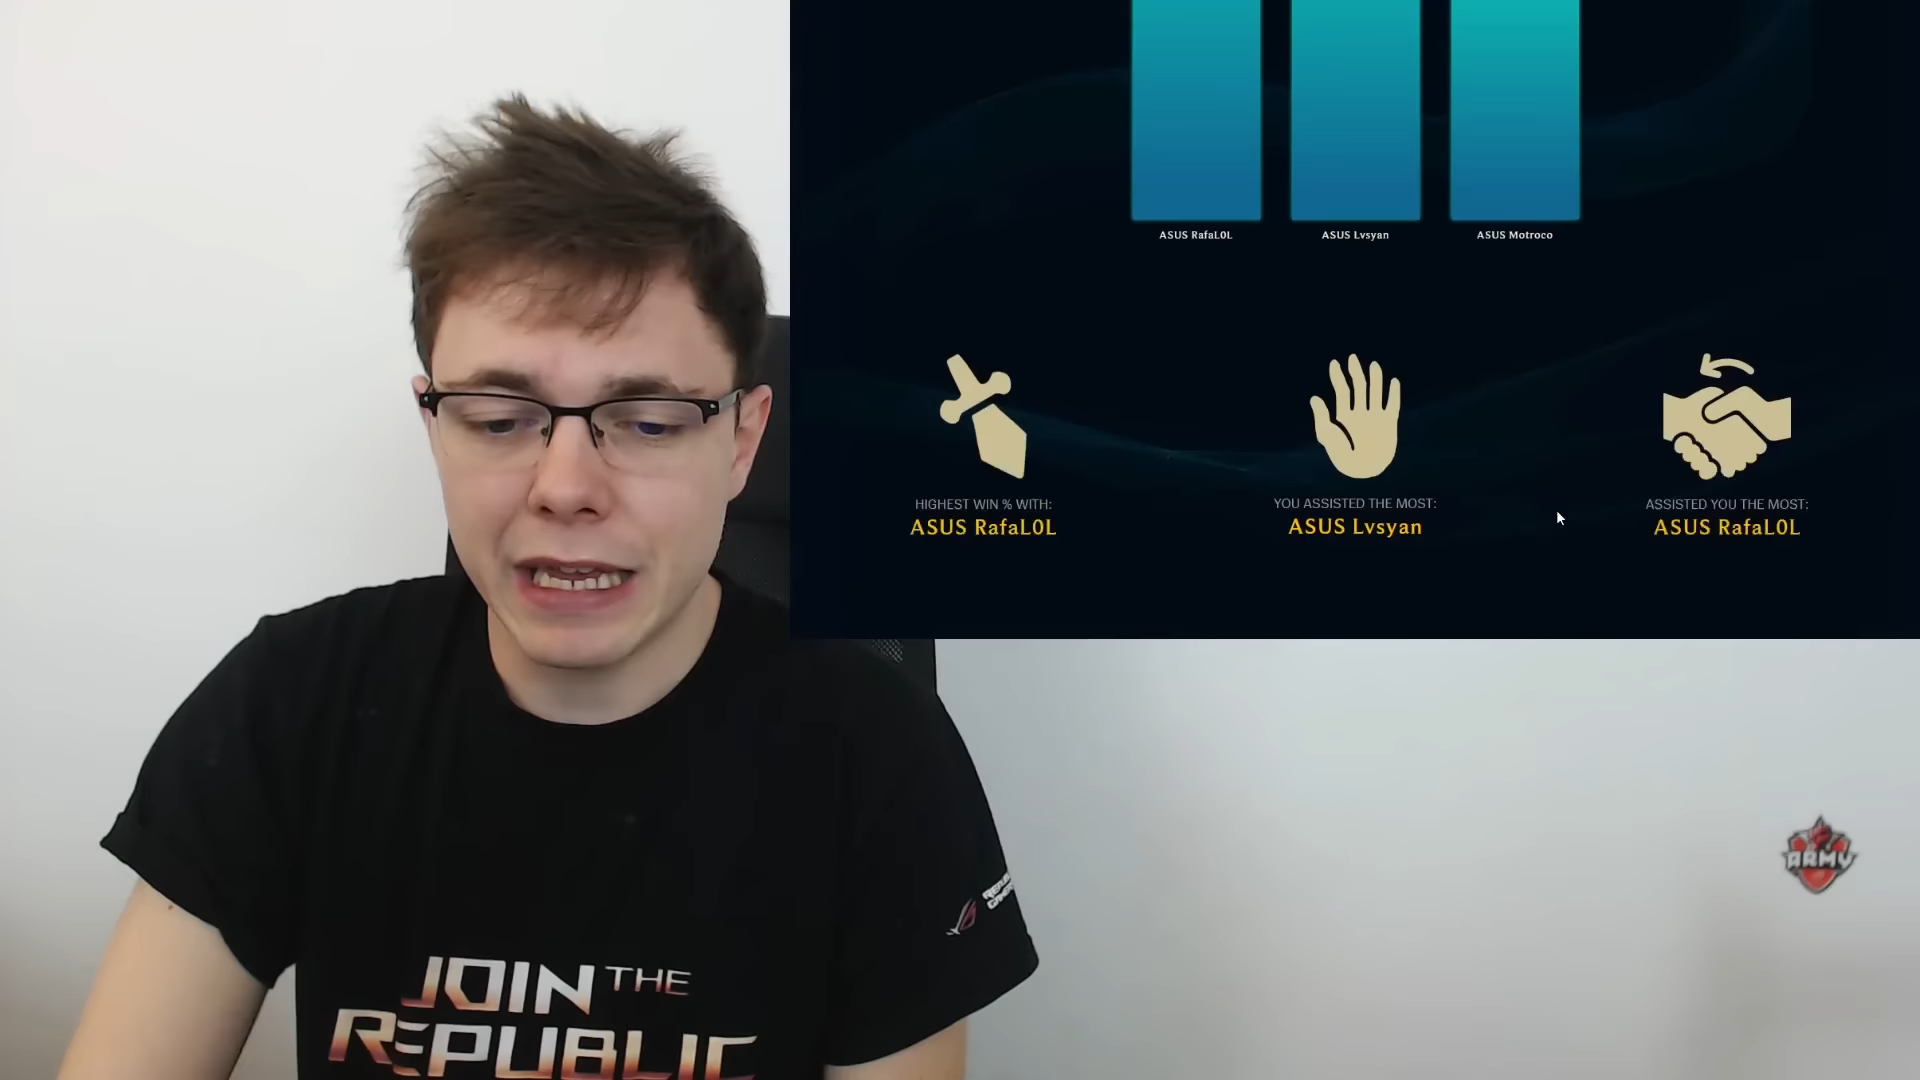 ASUS RafaL0L
ASUS Lvsyan
ASUS Motroco
HIGHEST WIN % WITH:
ASUS RafaL0L
YOU ASSISTED THE MOST:
ASUS Lvsyan
ASSISTED YOU THE MOST:
ASUS RafaL0L
ARMY
JOIN THE
REPUBLIC